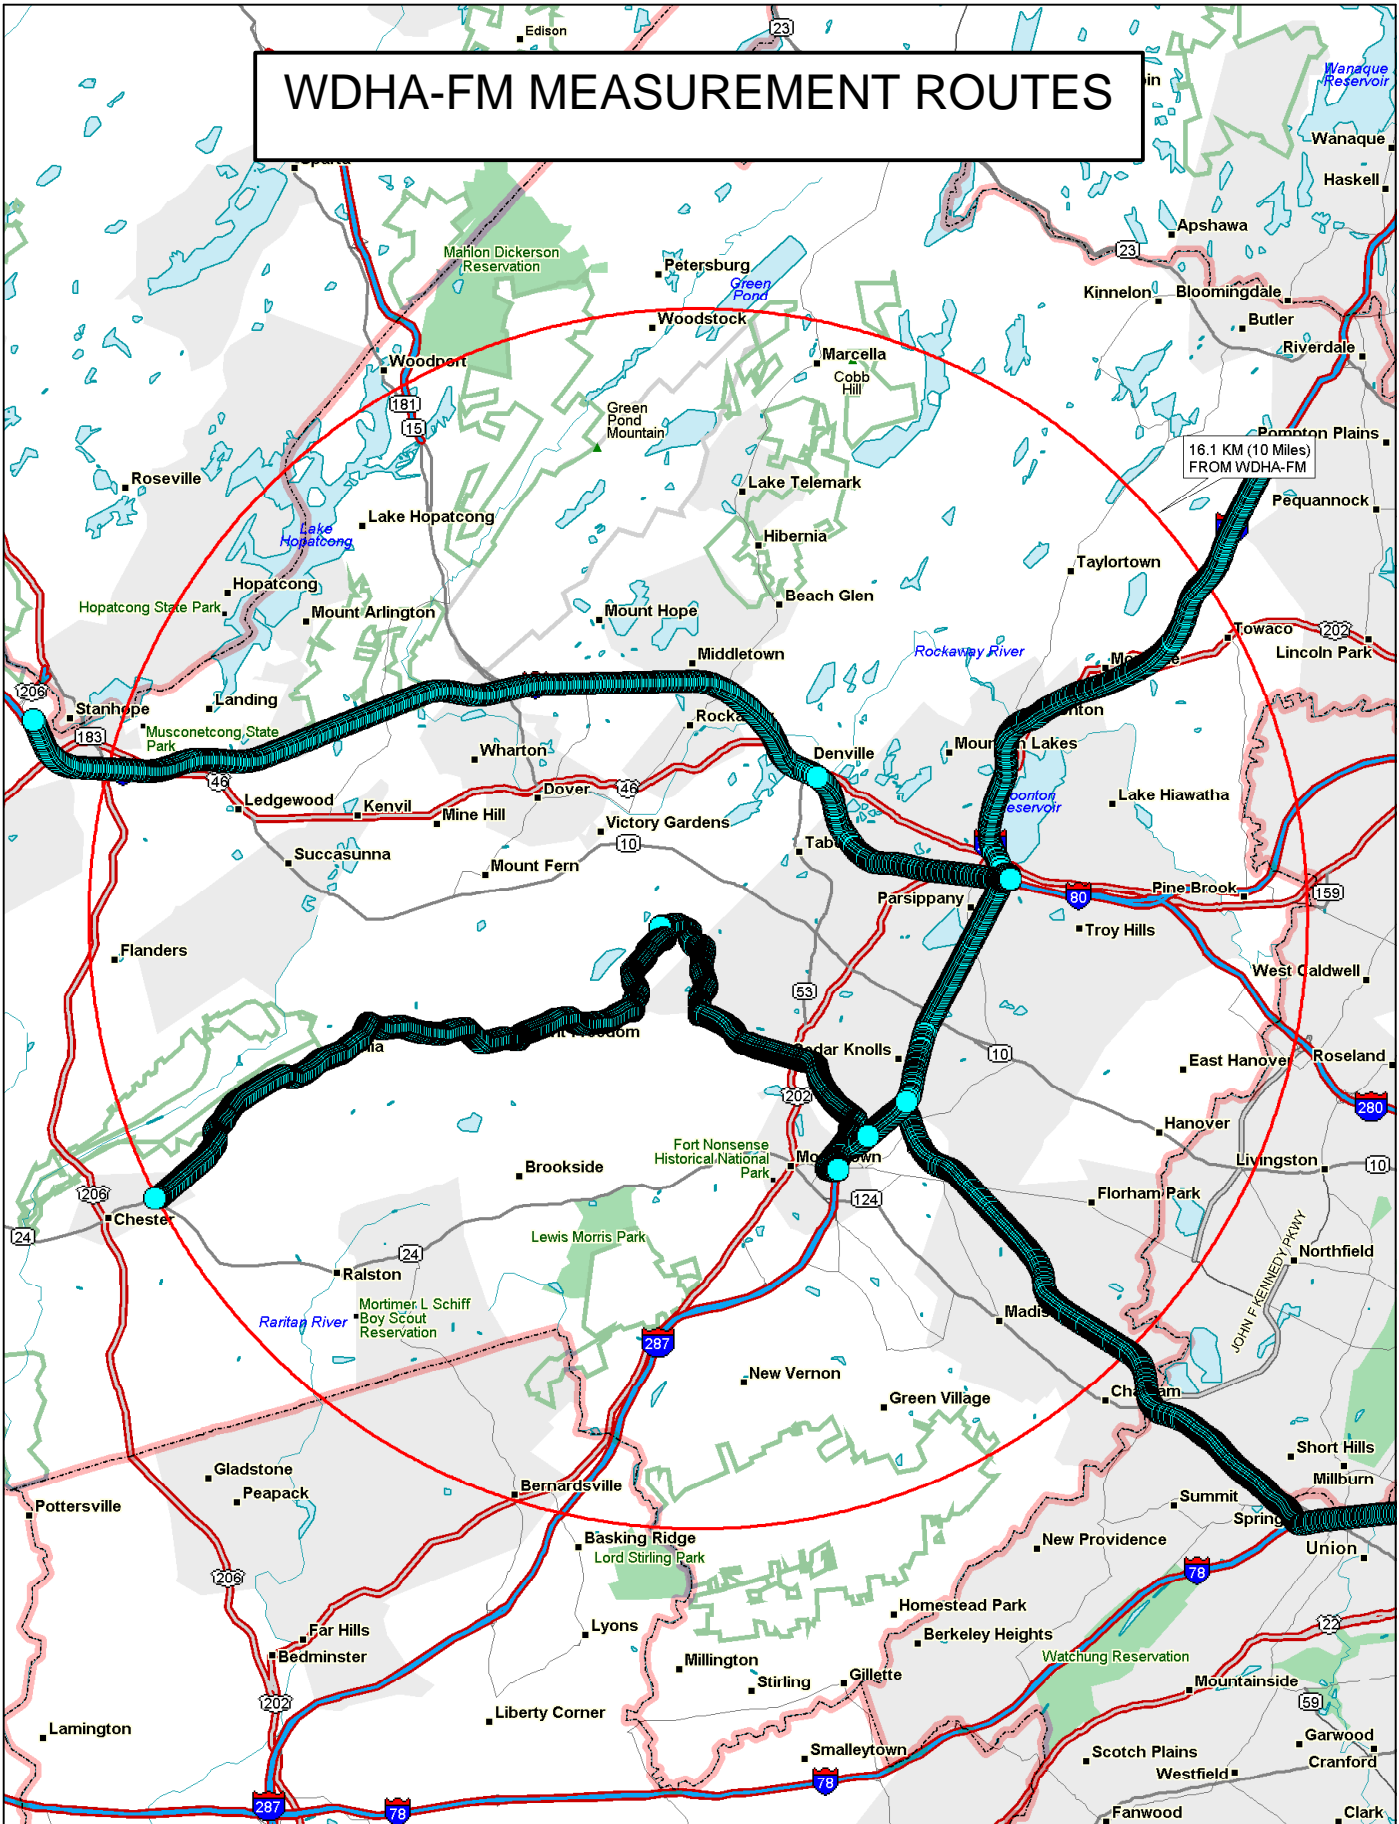 Edison
23
WDHA-FM MEASUREMENT ROUTES
Wanaque
Reservoir
Wanaque
Haskell
Apshawa
23
Mahlon Dickerson
Reservation
Petersburg
Green
Pond
Kinnelon
Bloomingdale
Woodstock
Butler
Riverdale
Marcella
Cobb
Hill
Woodport
181
15
Green
Pond
Mountain
Pompton Plains
16.1 KM (10 Miles)
FROM WDHA-FM
Roseville
Lake Telemark
Pequannock
Lake Hopatcong
Lake
Hopatcong
Hibernia
Taylortown
Hopatcong
Hopatcong State Park
Mount Arlington
Beach Glen
Mount Hope
Towaco
202
Lincoln Park
Rockaway River
Middletown
206
Stanhope
Landing
183
Musconetcong State
Park
Wharton
Denville
Lakes
46
Ledgewood
Kenvil
Mine Hill
Dover
46
Lake Hiawatha
Victory Gardens
10
Succasunna
Mount Fern
Parsippany
80
Pine Brook
159
Troy Hills
Flanders
West Caldwell
53
10
East Hanover
Roseland
202
280
Hanover
Fort Nonsense
Historical National
Park
Brookside
Livingston
10
206
Chester
124
Florham Park
24
24
Lewis Morris Park
Northfield
Ralston
JOHN F KENNEDY PKWY
Mortimer L Schiff
Boy Scout
Reservation
Raritan River
287
New Vernon
Green Village
Short Hills
Millburn
Gladstone
Peapack
Bernardsville
Pottersville
Summit
Basking Ridge
Lord Stirling Park
New Providence
Union
206
78
Homestead Park
Far Hills
Bedminster
Lyons
Berkeley Heights
22
Millington
Stirling
Gillette
Watchung Reservation
Mountainside
202
59
Liberty Corner
Lamington
Smalleytown
Garwood
Cranford
Scotch Plains
Westfield
78
287
78
Fanwood
Clark